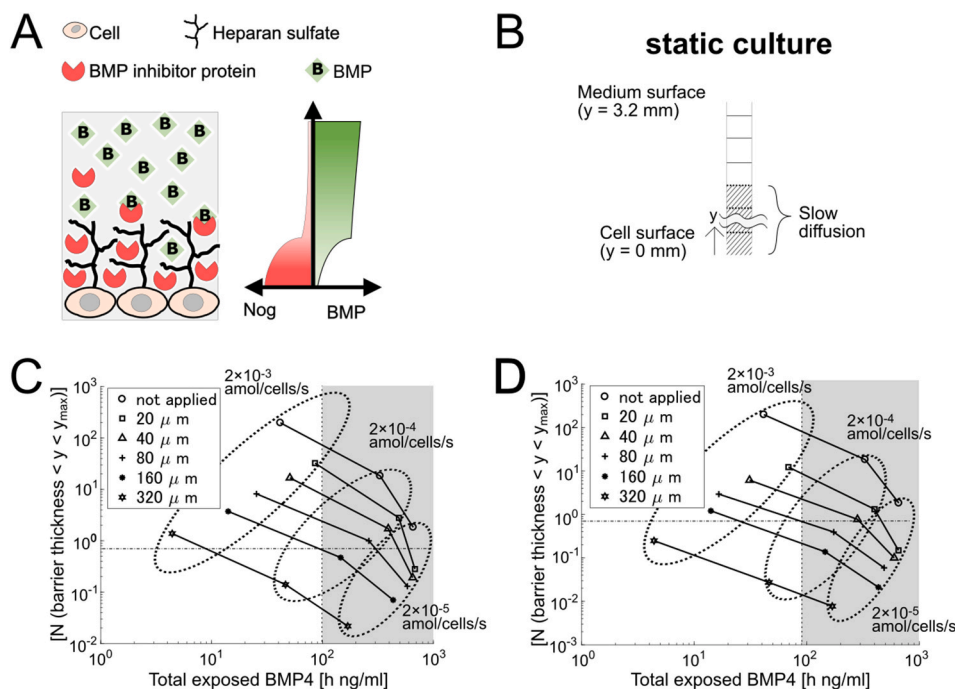 A
Cell
Heparan sulfate
BMP inhibitor protein
B
BMP
B
B
B
B
B
B
B
B
B
B
B
B
Nog
BMP
B
static culture
Medium surface
(y = 3.2 mm)
y
Cell surface
(y = 0 mm)
Slow
diffusion
C
[N (barrier thickness < y < ymax)]
10³
10²
10¹
10⁰
10⁻¹
10⁻²
not applied
20 μ m
40 μ m
80 μ m
160 μ m
320 μ m
2×10⁻³
amol/cells/s
2×10⁻⁴
amol/cells/s
2×10⁻⁵
amol/cells/s
10⁰
10¹
10²
10³
Total exposed BMP4 [h ng/ml]
D
[N (barrier thickness < y < ymax)]
10³
10²
10¹
10⁰
10⁻¹
10⁻²
10⁻³
not applied
20 μ m
40 μ m
80 μ m
160 μ m
320 μ m
2×10⁻³
amol/cells/s
2×10⁻⁴
amol/cells/s
2×10⁻⁵
amol/cells/s
10⁰
10¹
10²
10³
Total exposed BMP4 [h ng/ml]